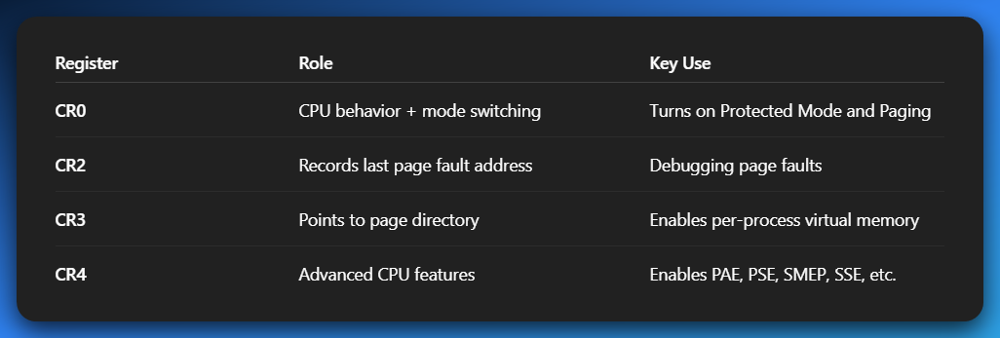 Register Role Key Use
CR0 CPU behavior + mode switching Turns on Protected Mode and Paging
CR2 Records last page fault address Debugging page faults
CR3 Points to page directory Enables per-process virtual memory
CR4 Advanced CPU features Enables PAE, PSE, SMEP, SSE, etc.